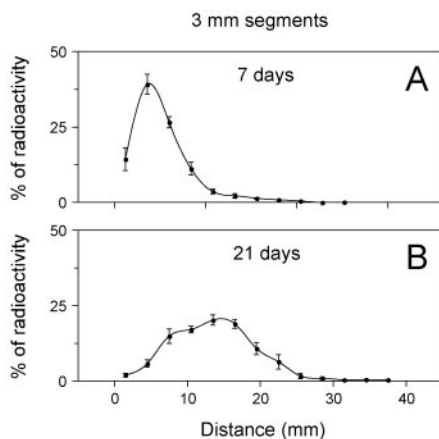 3 mm segments
50
7 days
A
25
% of radioactivity
0
50
21 days
B
25
% of radioactivity
0
0 10 20 30 40
Distance (mm)